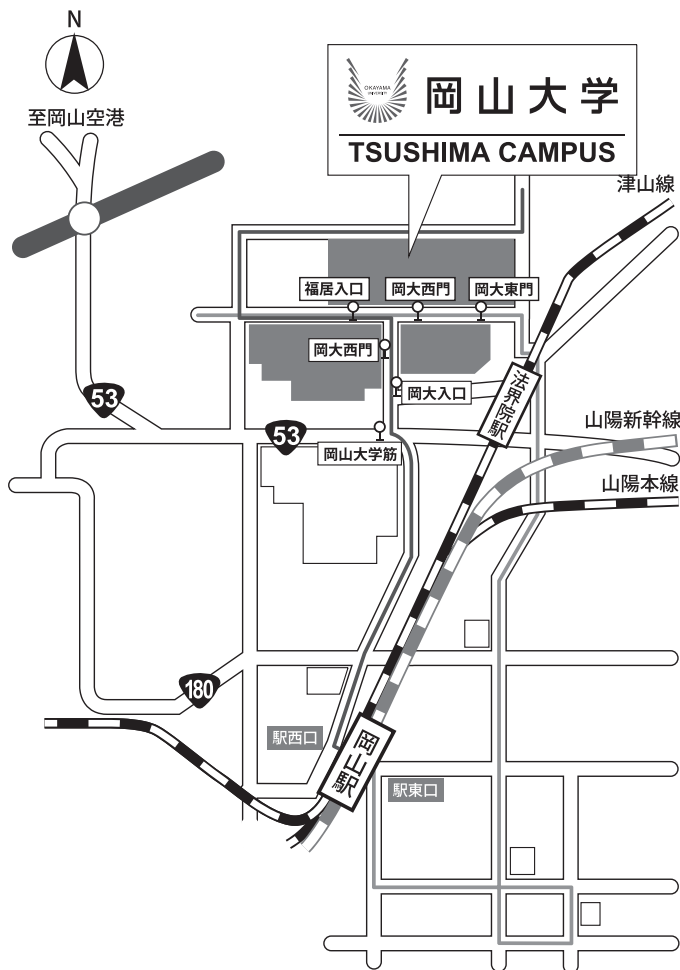 N
至岡山空港
OKAYAMA
UNIVERSITY
岡山大学
TSUSHIMA CAMPUS
津山線
福居入口
岡大西門
岡大東門
岡大西門
岡大入口
法界院駅
53
53
岡山大学筋
山陽新幹線
山陽本線
180
駅西口
岡山駅
駅東口